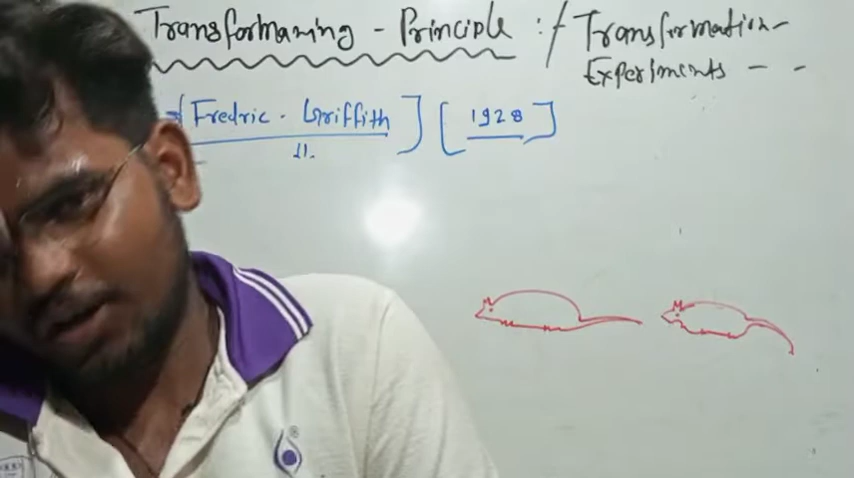 Transformaning - Principle :- / Transformation -
Experiments - -
Fredric. Griffith ] [ 1928 ]